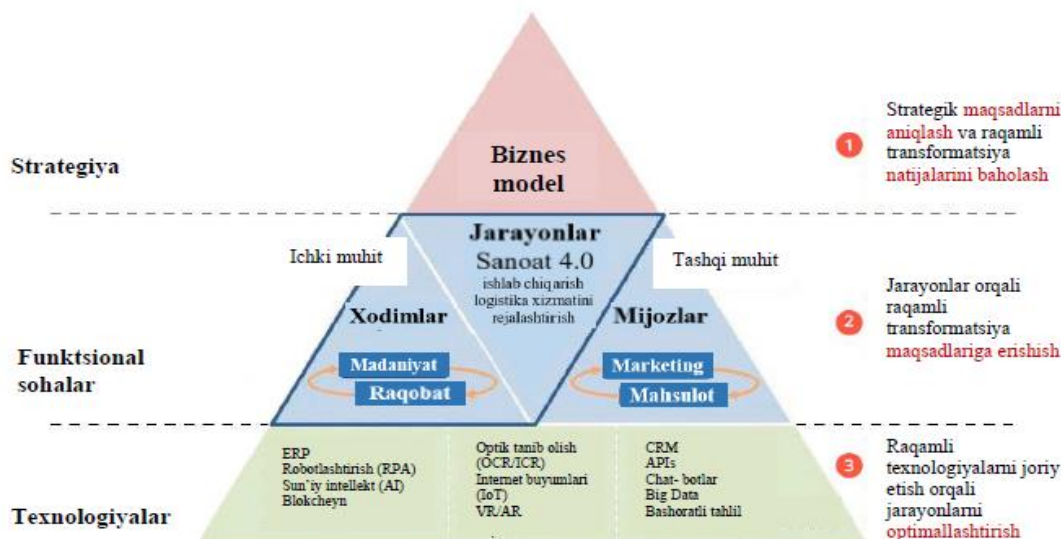 Strategiya
Biznes
model
1
Strategik maqsadlarni
aniqlash va raqamli
transformatsiya
natijalarini baholash
Ichki muhit
Jarayonlar
Sanoat 4.0
ishlab chiqarish
logistika xizmatini
rejalashtirish
Tashqi muhit
Funktsional
sohalar
Xodimlar
Madaniyat
Raqobat
Mijozlar
Marketing
Mahsulot
2
Jarayonlar orqali
raqamli
transformatsiya
maqsadlariga erishish
Texnologiyalar
ERP
Robotlashtirish (RPA)
Sun'iy intellekt (AI)
Blokcheyn
Optik tanib olish
(OCR/ICR)
Internet buyumlari
(IoT)
VR/AR
CRM
APIs
Chat- botlar
Big Data
Bashoratli tahlil
3
Raqamli
texnologiyalarni joriy
etish orqali
jarayonlarni
optimallashtirish